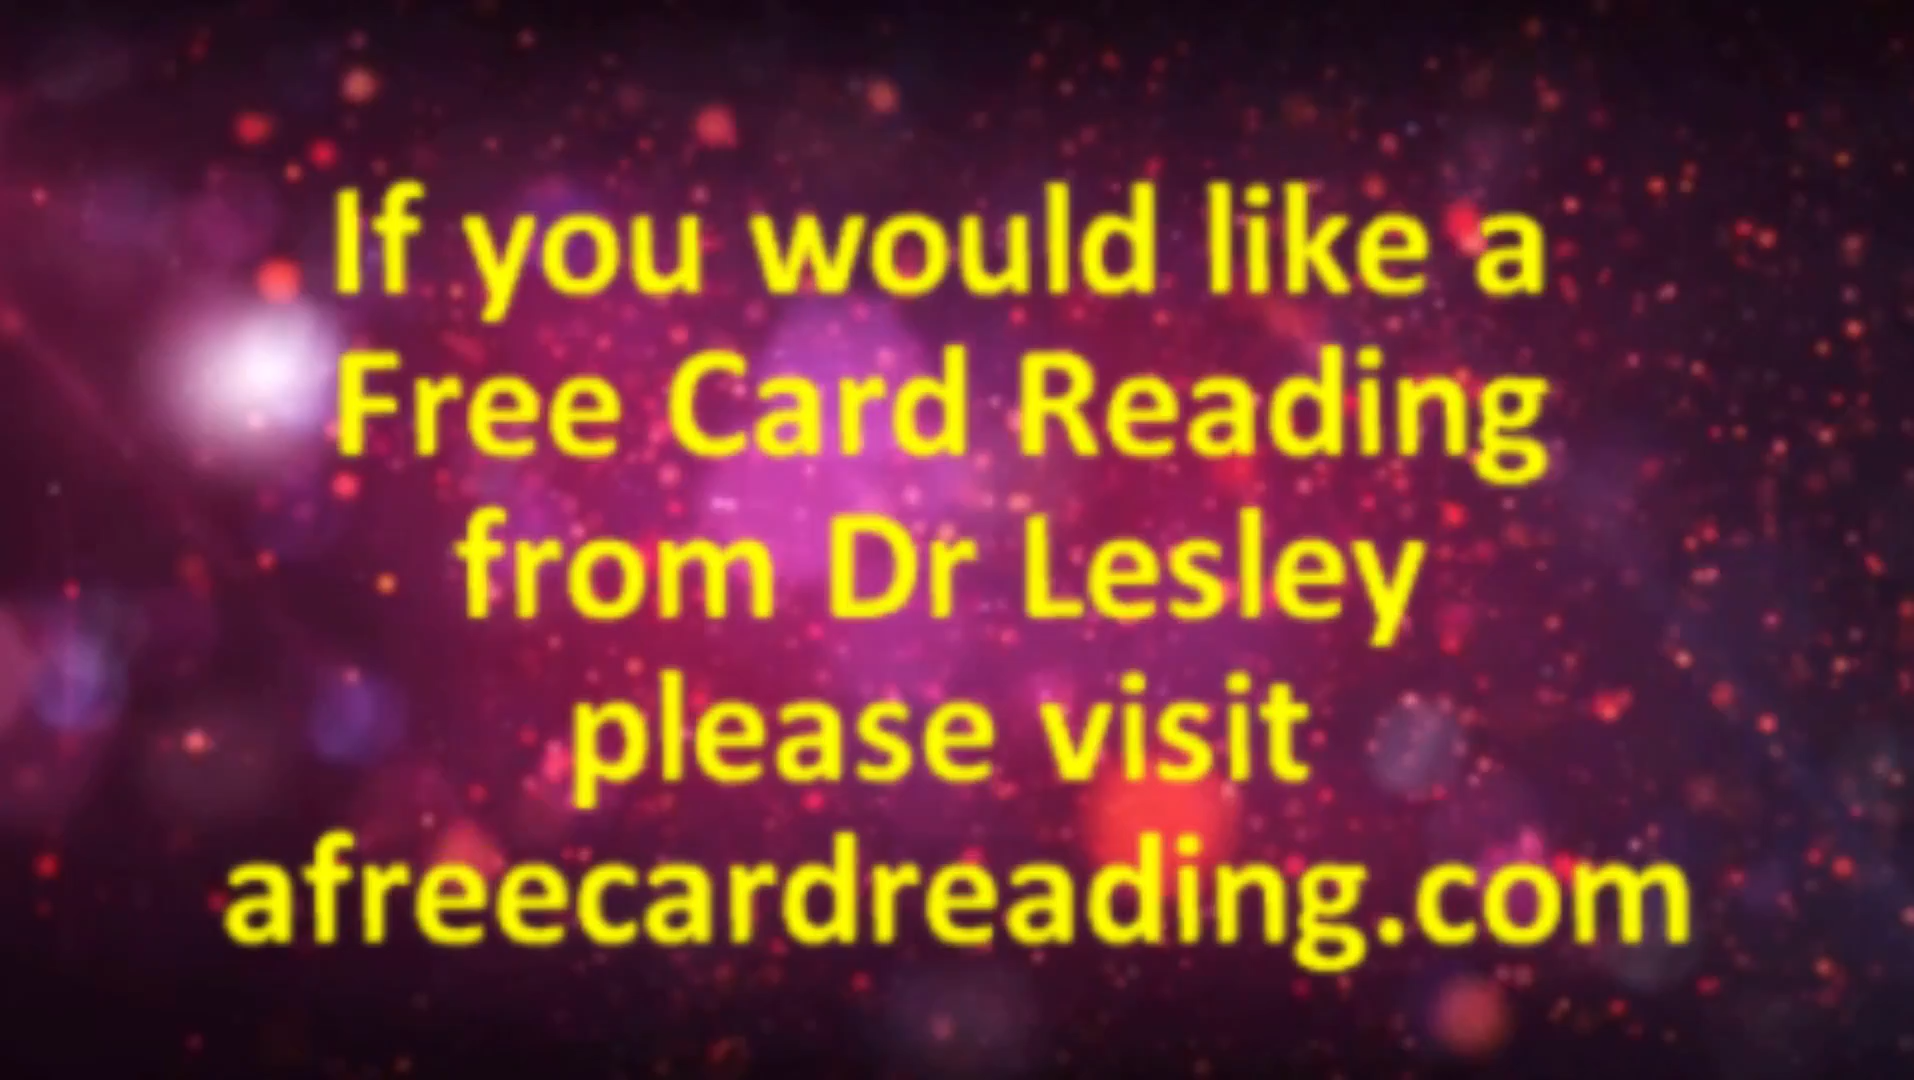 If you would like a
Free Card Reading
from Dr Lesley
please visit
afreecardreading.com